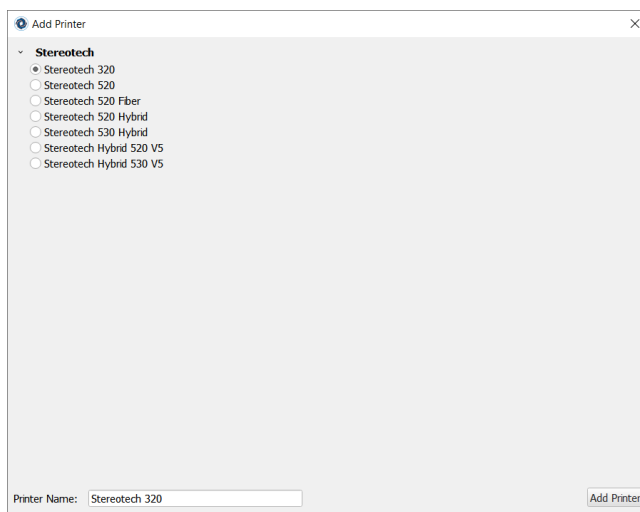 Add Printer
Stereotech
Stereotech 320
Stereotech 520
Stereotech 520 Fiber
Stereotech 520 Hybrid
Stereotech 530 Hybrid
Stereotech Hybrid 520 V5
Stereotech Hybrid 530 V5
Printer Name: Stereotech 320 Add Printer